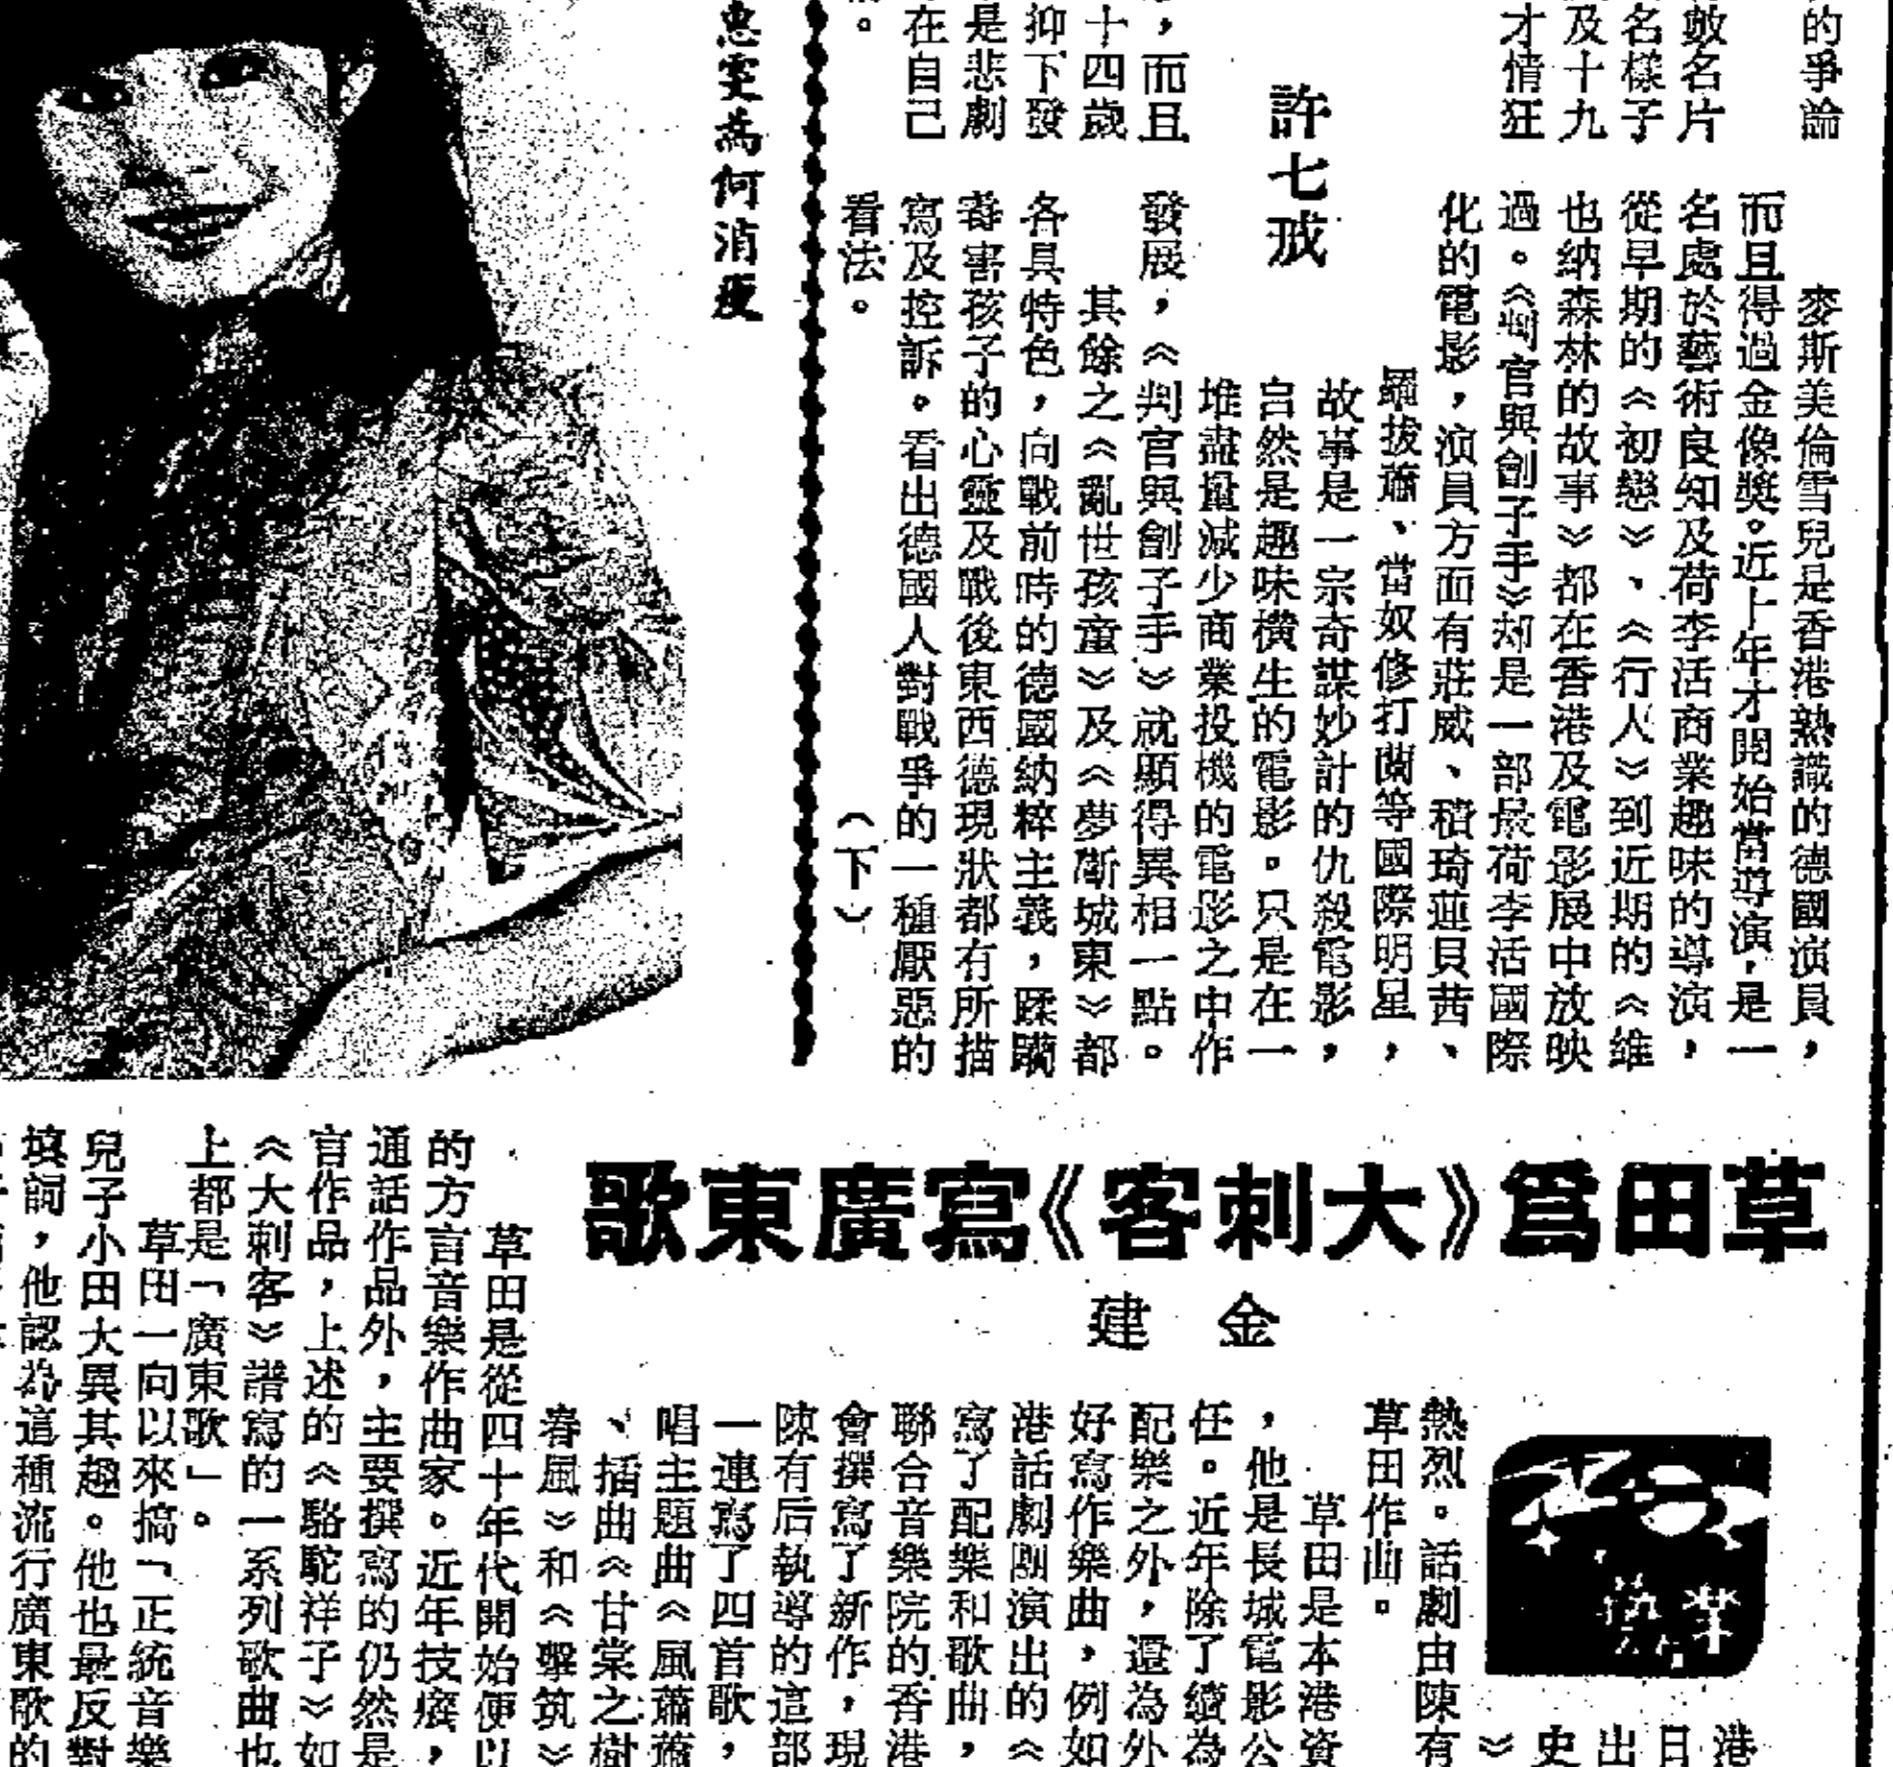 的爭論
斂名片
名樣子
及十九
才情狂
許七戒
，而且
十四歲
抑下發
是悲劇
在自己
。
麥斯美倫雪兒是香港熟識的德國演員，
而且得過金像獎。近上年才開始當導演，是一
名處於藝術良知及荷李活商業趣味的導演，
從早期的《初戀》、《行人》到近期的《維
也納森林的故事》都在香港及電影展中放映
過。《判官與劊子手》却是一部最荷李活國際
化的電影，演員方面有莊威、積琦蓮貝茜、
羅拔蕭、當奴修打蘭等國際明星，
故事是一宗奇謀妙計的仇殺電影，
自然是趣味橫生的電影。只是在一
堆盡量減少商業投機的電影之中作
發展，《判官與劊子手》就顯得異相一點。
其餘之《亂世孩童》及《夢斷城東》都
各具特色，向戰前時的德國納粹主義，蹂躪
毒害孩子的心靈及戰後東西德現狀都有所描
寫及控訴。看出德國人對戰爭的一種厭惡的
看法。（下）
雯為何消瘦
草田爲《大刺客》寫廣東歌
金建
藝華
港
日
出
史
》
熱烈。話劇由陳有
草田作曲。
草田是本港資
，他是長城電影公
任。近年除了續為
配樂之外，還為外
好寫作樂曲，例如
港話劇團演出的《
寫了配樂和歌曲，
聯合音樂院的香港
會撰寫了新作，現
陳有后執導的這部
一連寫了四首歌，
唱主題曲《風蕭蕭
、插曲《甘棠之樹
春風》和《擊筑》
草田是從四十年代開始便以
的方言音樂作曲家。近年技癢，
通話作品外，主要撰寫的仍然是
言作品，上述的《駱駝祥子》如
《大刺客》譜寫的一系列歌曲也
上都是「廣東歌」。
草田一向以來搞「正統音樂
兒子小田大異其趣。他也最反對
填詞，他認為這種流行廣東歌的